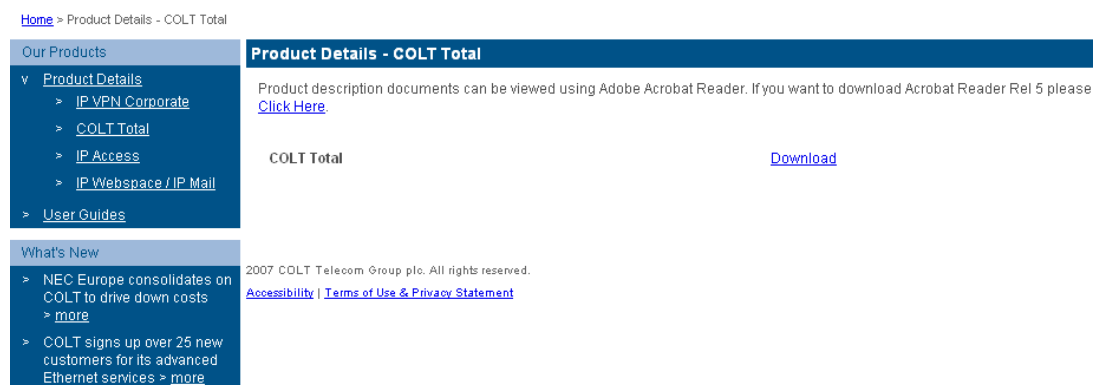 Home > Product Details - COLT Total
Our Products
v Product Details
> IP VPN Corporate
> COLT Total
> IP Access
> IP Webspace / IP Mail
> User Guides
What's New
> NEC Europe consolidates on
COLT to drive down costs
> more
> COLT signs up over 25 new
customers for its advanced
Ethernet services > more
Product Details - COLT Total
Product description documents can be viewed using Adobe Acrobat Reader. If you want to download Acrobat Reader Rel 5 please
Click Here.
COLT Total Download
2007 COLT Telecom Group plc. All rights reserved.
Accessibility | Terms of Use & Privacy Statement